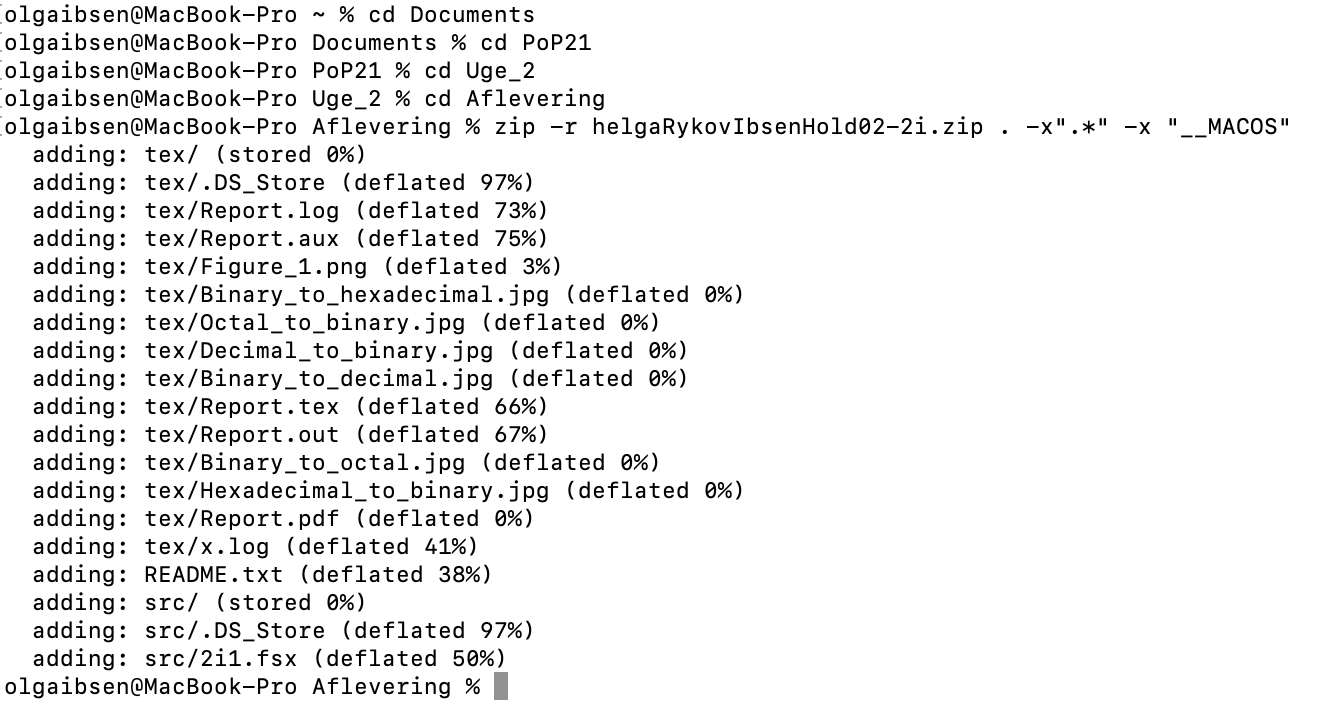 [olgaibsen@MacBook-Pro ~ % cd Documents
[olgaibsen@MacBook-Pro Documents % cd PoP21
[olgaibsen@MacBook-Pro PoP21 % cd Uge_2
[olgaibsen@MacBook-Pro Uge_2 % cd Aflevering
[olgaibsen@MacBook-Pro Aflevering % zip -r helgaRykovIbsenHold02-2i.zip . -x".*" -x "__MACOS"
  adding: tex/ (stored 0%)
  adding: tex/.DS_Store (deflated 97%)
  adding: tex/Report.log (deflated 73%)
  adding: tex/Report.aux (deflated 75%)
  adding: tex/Figure_1.png (deflated 3%)
  adding: tex/Binary_to_hexadecimal.jpg (deflated 0%)
  adding: tex/Octal_to_binary.jpg (deflated 0%)
  adding: tex/Decimal_to_binary.jpg (deflated 0%)
  adding: tex/Binary_to_decimal.jpg (deflated 0%)
  adding: tex/Report.tex (deflated 66%)
  adding: tex/Report.out (deflated 67%)
  adding: tex/Binary_to_octal.jpg (deflated 0%)
  adding: tex/Hexadecimal_to_binary.jpg (deflated 0%)
  adding: tex/Report.pdf (deflated 0%)
  adding: tex/x.log (deflated 41%)
  adding: README.txt (deflated 38%)
  adding: src/ (stored 0%)
  adding: src/.DS_Store (deflated 97%)
  adding: src/2i1.fsx (deflated 50%)
olgaibsen@MacBook-Pro Aflevering %